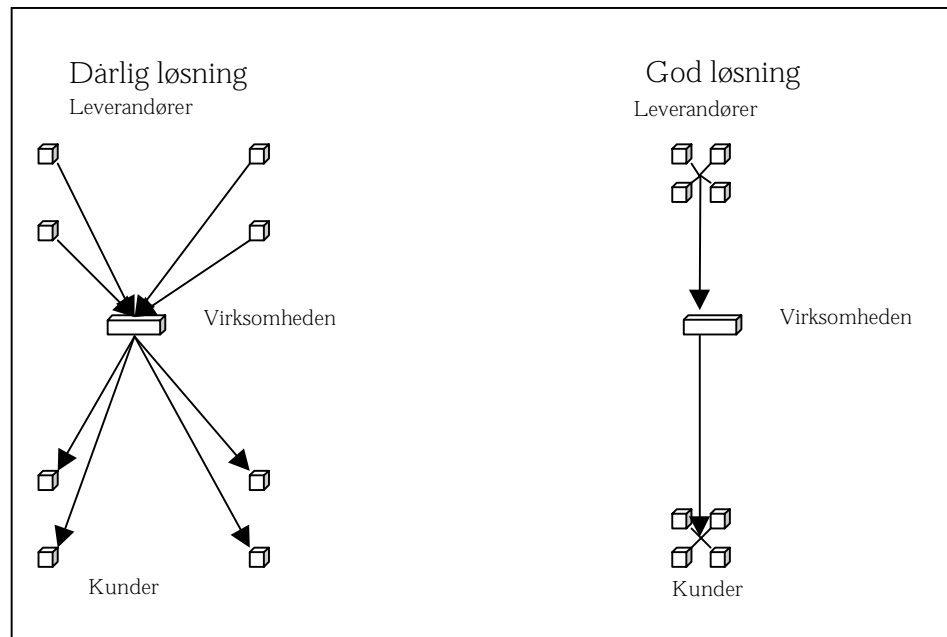 Dårlig løsning
Leverandører
Virksomheden
Kunder
God løsning
Leverandører
Virksomheden
Kunder